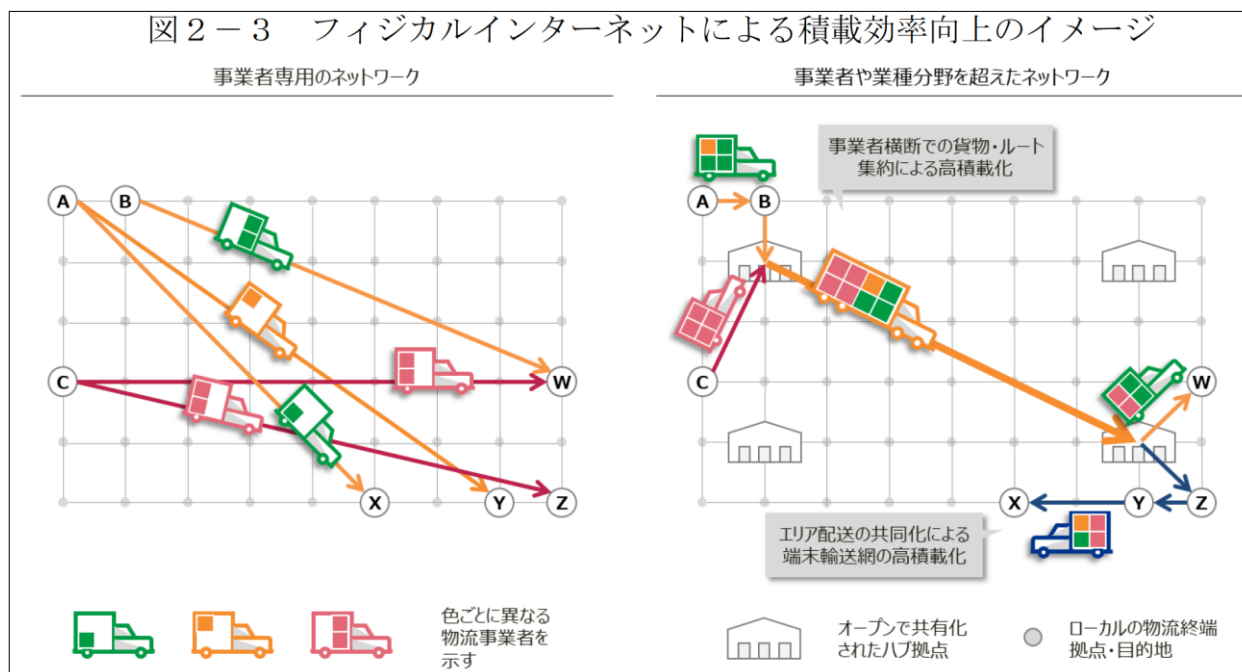 図2-3 フィジカルインターネットによる積載効率向上のイメージ
事業者専用のネットワーク
A
B
C
W
X
Y
Z
事業者や業種分野を超えたネットワーク
事業者横断での貨物・ルート
集約による高積載化
A
B
C
W
X
Y
Z
エリア配送の共同化による
端末輸送網の高積載化
色ごとに異なる
物流事業者を
示す
オープンで共有化
されたハブ拠点
ローカルの物流終端
拠点・目的地